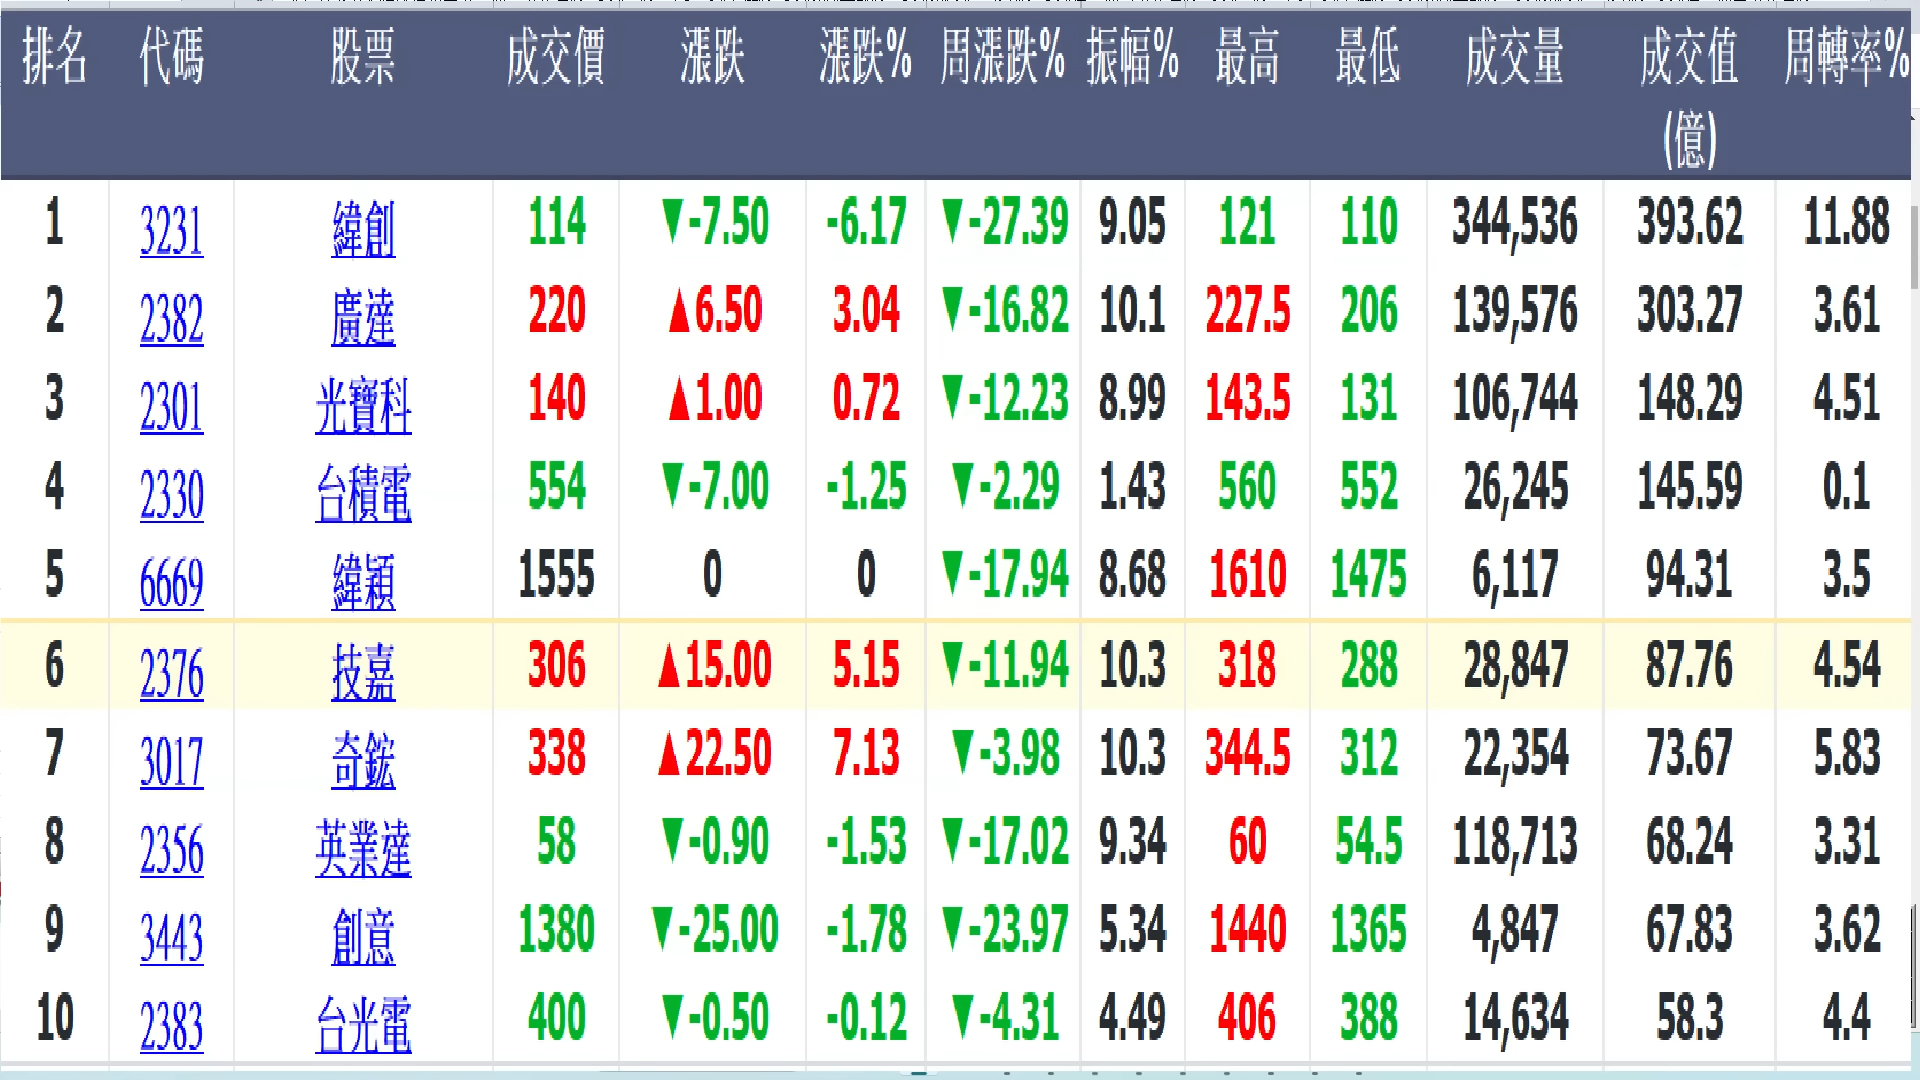 排名 代碼 股票 成交價 漲跌 漲跌% 周漲跌% 振幅% 最高 最低 成交量 成交值 周轉率%
(億)
1 3231 緯創 114 ▼-7.50 -6.17 ▼-27.39 9.05 121 110 344,536 393.62 11.88
2 2382 廣達 220 ▲6.50 3.04 ▼-16.82 10.1 227.5 206 139,576 303.27 3.61
3 2301 光寶科 140 ▲1.00 0.72 ▼-12.23 8.99 143.5 131 106,744 148.29 4.51
4 2330 台積電 554 ▼-7.00 -1.25 ▼-2.29 1.43 560 552 26,245 145.59 0.1
5 6669 緯穎 1555 0 0 ▼-17.94 8.68 1610 1475 6,117 94.31 3.5
6 2376 技嘉 306 ▲15.00 5.15 ▼-11.94 10.3 318 288 28,847 87.76 4.54
7 3017 奇鋐 338 ▲22.50 7.13 ▼-3.98 10.3 344.5 312 22,354 73.67 5.83
8 2356 英業達 58 ▼-0.90 -1.53 ▼-17.02 9.34 60 54.5 118,713 68.24 3.31
9 3443 創意 1380 ▼-25.00 -1.78 ▼-23.97 5.34 1440 1365 4,847 67.83 3.62
10 2383 台光電 400 ▼-0.50 -0.12 ▼-4.31 4.49 406 388 14,634 58.3 4.4